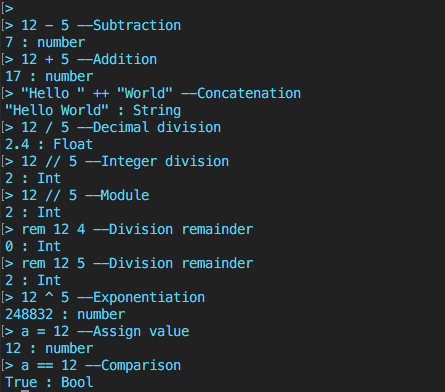 [>
[> 12 - 5 --Subtraction
7 : number
[> 12 + 5 --Addition
17 : number
[> "Hello " ++ "World" --Concatenation
"Hello World" : String
[> 12 / 5 --Decimal division
2.4 : Float
[> 12 // 5 --Integer division
2 : Int
[> 12 // 5 --Module
2 : Int
[> rem 12 4 --Division remainder
0 : Int
[> rem 12 5 --Division remainder
2 : Int
[> 12 ^ 5 --Exponentiation
248832 : number
[> a = 12 --Assign value
12 : number
[> a == 12 --Comparison
True : Bool